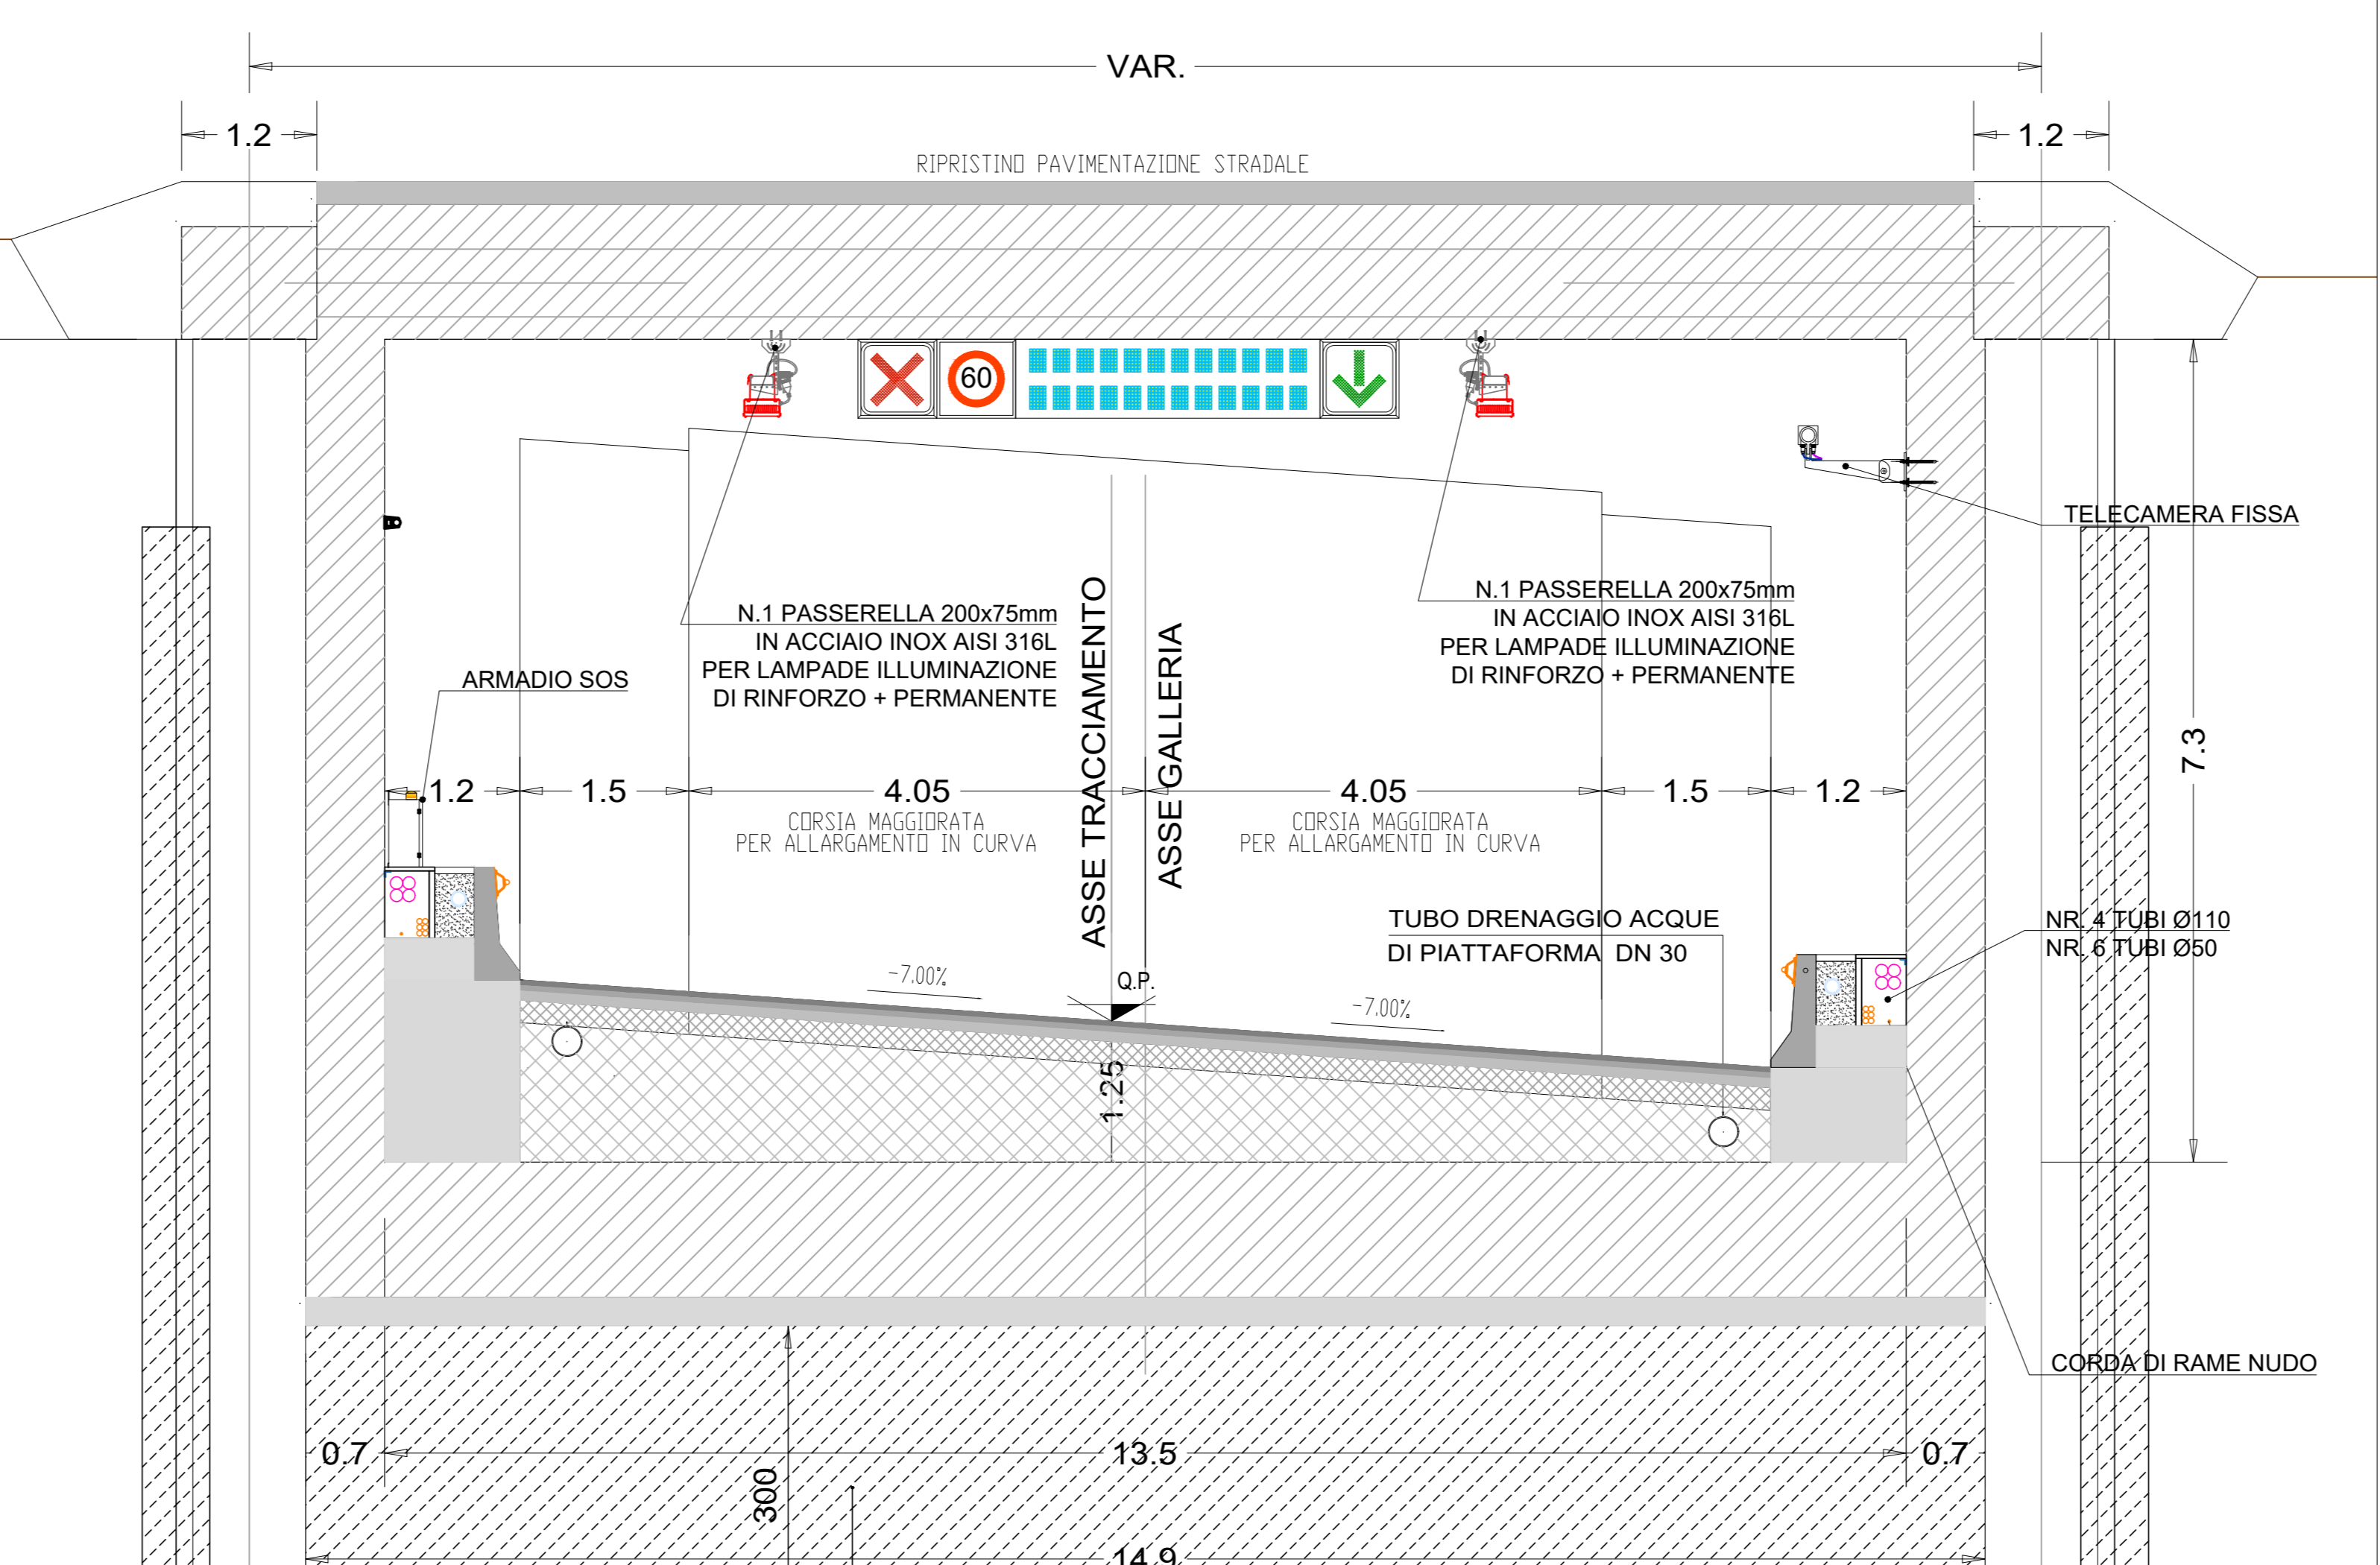 VAR.
1.2
1.2
RIPRISTINO PAVIMENTAZIONE STRADALE
60
TELECAMERA FISSA
N.1 PASSERELLA 200x75mm
IN ACCIAIO INOX AISI 316L
PER LAMPADE ILLUMINAZIONE
DI RINFORZO + PERMANENTE
N.1 PASSERELLA 200x75mm
IN ACCIAIO INOX AISI 316L
PER LAMPADE ILLUMINAZIONE
DI RINFORZO + PERMANENTE
ASSE TRACCIAMENTO
ASSE GALLERIA
ARMADIO SOS
7.3
1.2
1.5
4.05
4.05
1.5
1.2
CORSIA MAGGIORATA
PER ALLARGAMENTO IN CURVA
CORSIA MAGGIORATA
PER ALLARGAMENTO IN CURVA
TUBO DRENAGGIO ACQUE
DI PIATTAFORMA DN 30
NR. 4 TUBI Ø110
NR. 6 TUBI Ø50
-7.00%
Q.P.
-7.00%
1.25
CORDA DI RAME NUDO
0.7
13.5
0.7
300
14.9